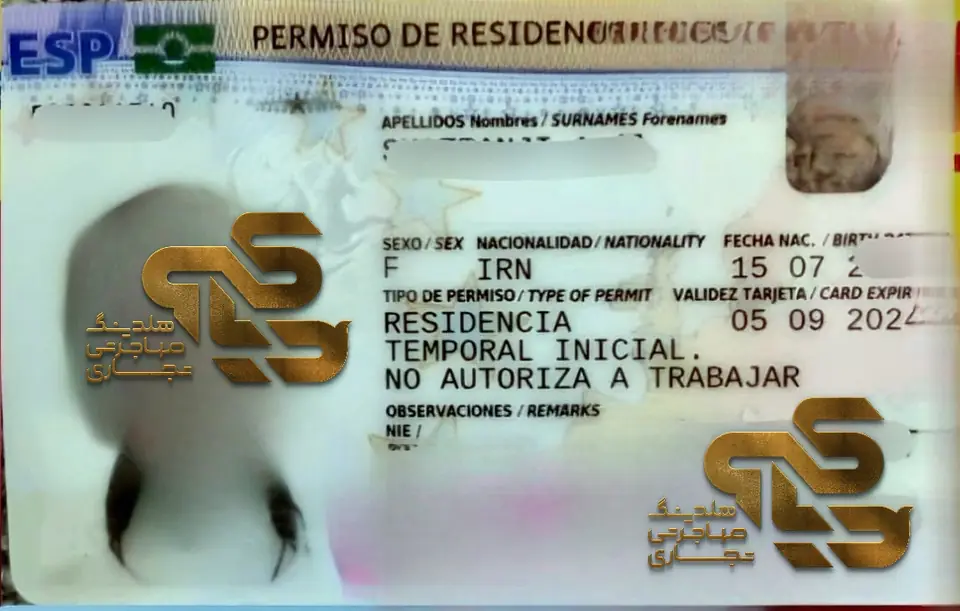 ESP
PERMISO DE RESIDEN
APELLIDOS Nombres / SURNAMES Forenames
SEXO / SEX NACIONALIDAD / NATIONALITY FECHA NAC. /
F IRN 15 07
TIPO DE PERMISO / TYPE OF PERMIT VALIDEZ TARJETA / CARD EXPIR
RESIDENCIA 05 09 2024
TEMPORAL INICIAL.
NO AUTORIZA A TRABAJAR
OBSERVACIONES / REMARKS
NIE /
هلدینگ
مهاجرتی
تجاری
هلدینگ
مهاجرتی
تجاری